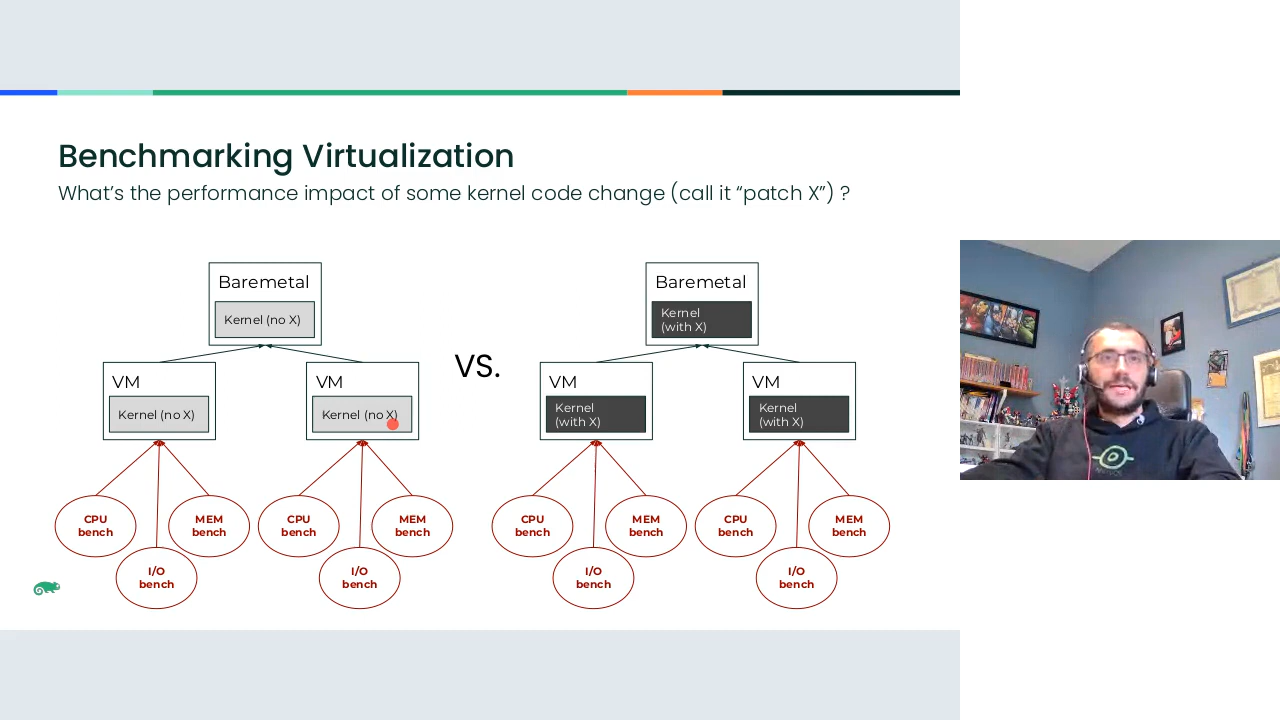 Benchmarking Virtualization
What's the performance impact of some kernel code change (call it “patch X”) ?
Baremetal
Kernel (no X)
VM
Kernel (no X)
VM
Kernel (no X)
CPU
bench
I/O
bench
MEM
bench
CPU
bench
I/O
bench
MEM
bench
VS.
Baremetal
Kernel
(with X)
VM
Kernel
(with X)
VM
Kernel
(with X)
CPU
bench
I/O
bench
MEM
bench
CPU
bench
I/O
bench
MEM
bench